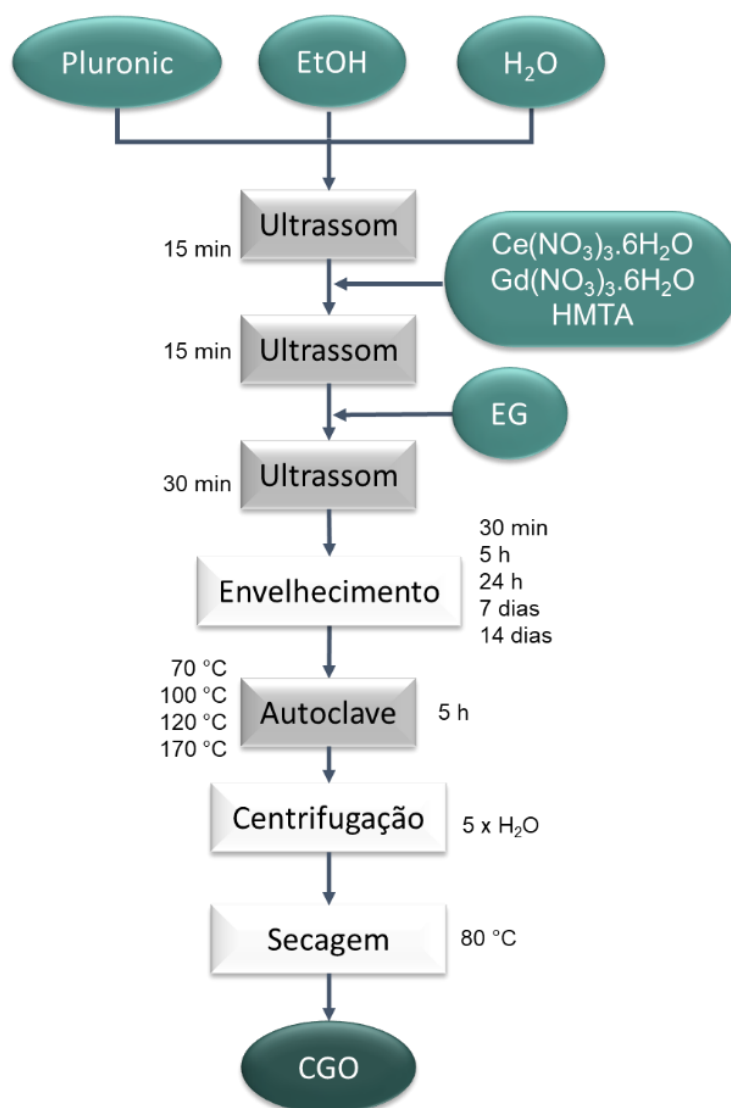 Pluronic
EtOH
H₂O
Ultrassom
15 min
Ce(NO₃)₃.6H₂O
Gd(NO₃)₃.6H₂O
HMTA
Ultrassom
15 min
EG
Ultrassom
30 min
Envelhecimento
30 min
5 h
24 h
7 dias
14 dias
70 °C
100 °C
120 °C
170 °C
Autoclave
5 h
Centrifugação
5 x H₂O
Secagem
80 °C
CGO